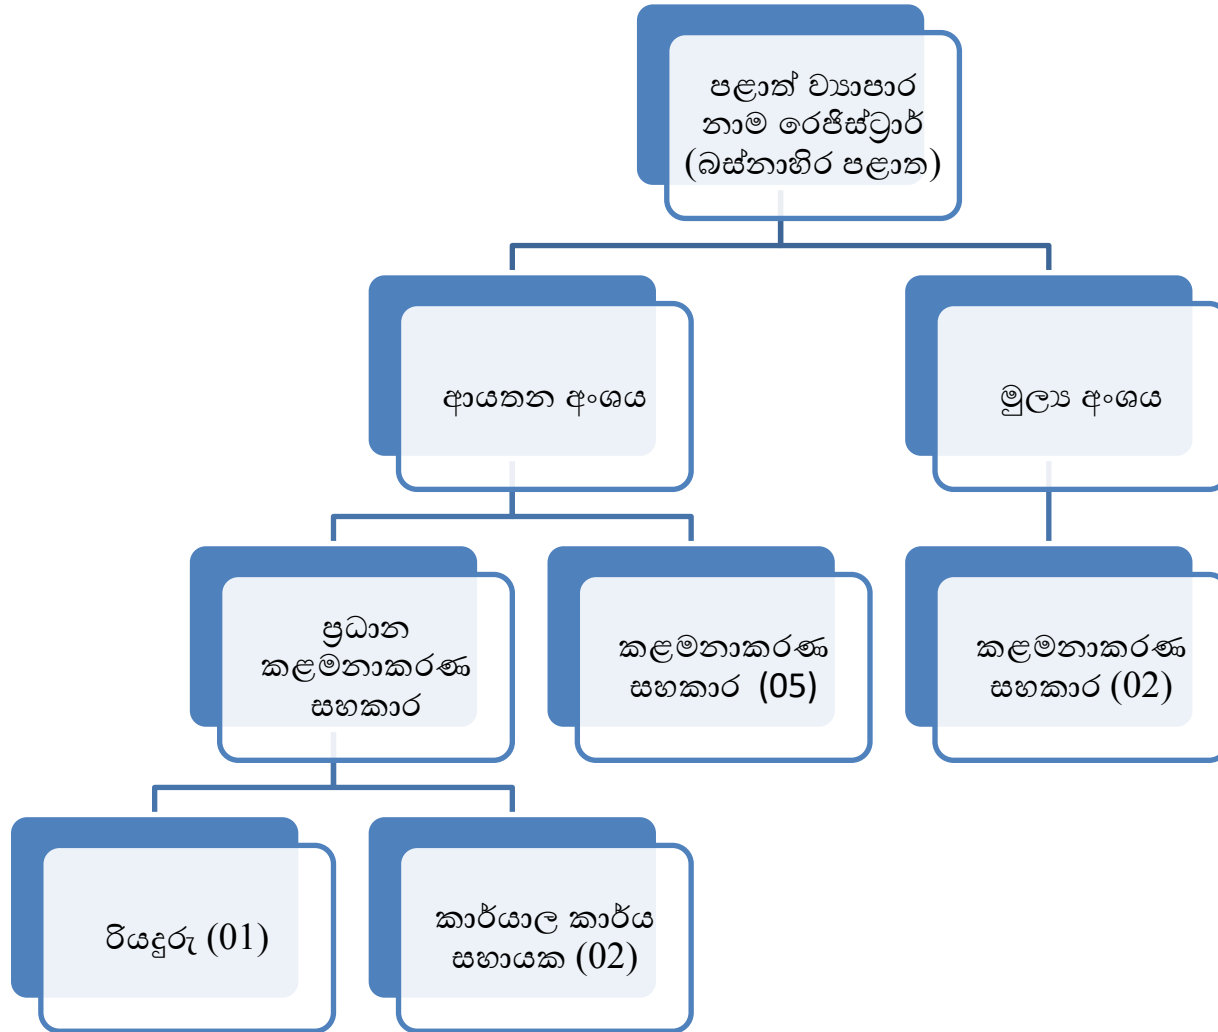 පළාත් ව්‍යාපාර
නාම රෙජිස්ට්‍රාර්
(බස්නාහිර පළාත)
ආයතන අංශය
මුල්‍ය අංශය
ප්‍රධාන
කළමනාකරණ
සහකාර
කළමනාකරණ
සහකාර (05)
කළමනාකරණ
සහකාර (02)
රියදුරු (01)
කාර්යාල කාර්ය
සහායක (02)